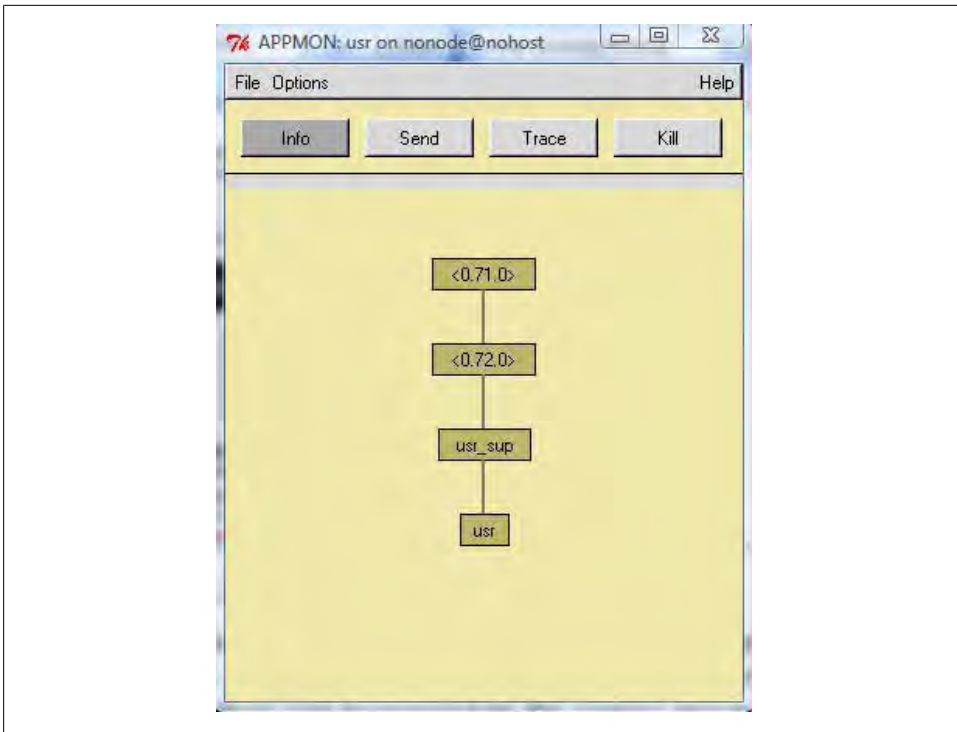 APPMON: usr on nonode@nohost
File Options Help
Info Send Trace Kill
<0.71.0>
<0.72.0>
usr_sup
usr